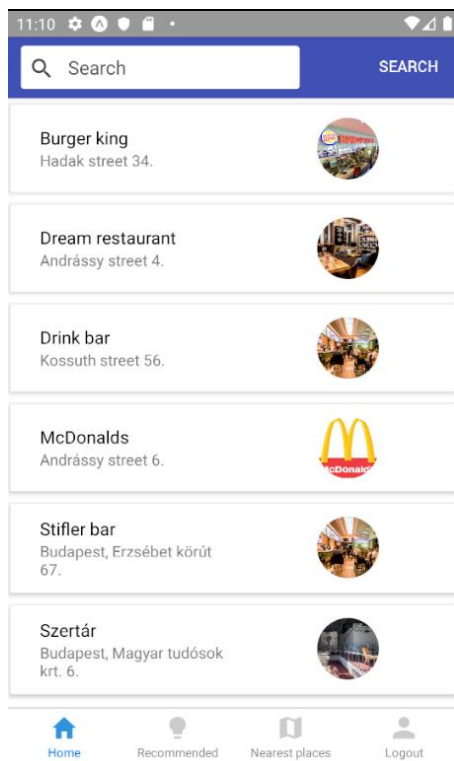 11:10
Search SEARCH
Burger king
Hadak street 34.
Dream restaurant
Andrássy street 4.
Drink bar
Kossuth street 56.
McDonalds
Andrássy street 6.
Stifler bar
Budapest, Erzsébet körút
67.
Szertár
Budapest, Magyar tudósok
krt. 6.
Home Recommended Nearest places Logout